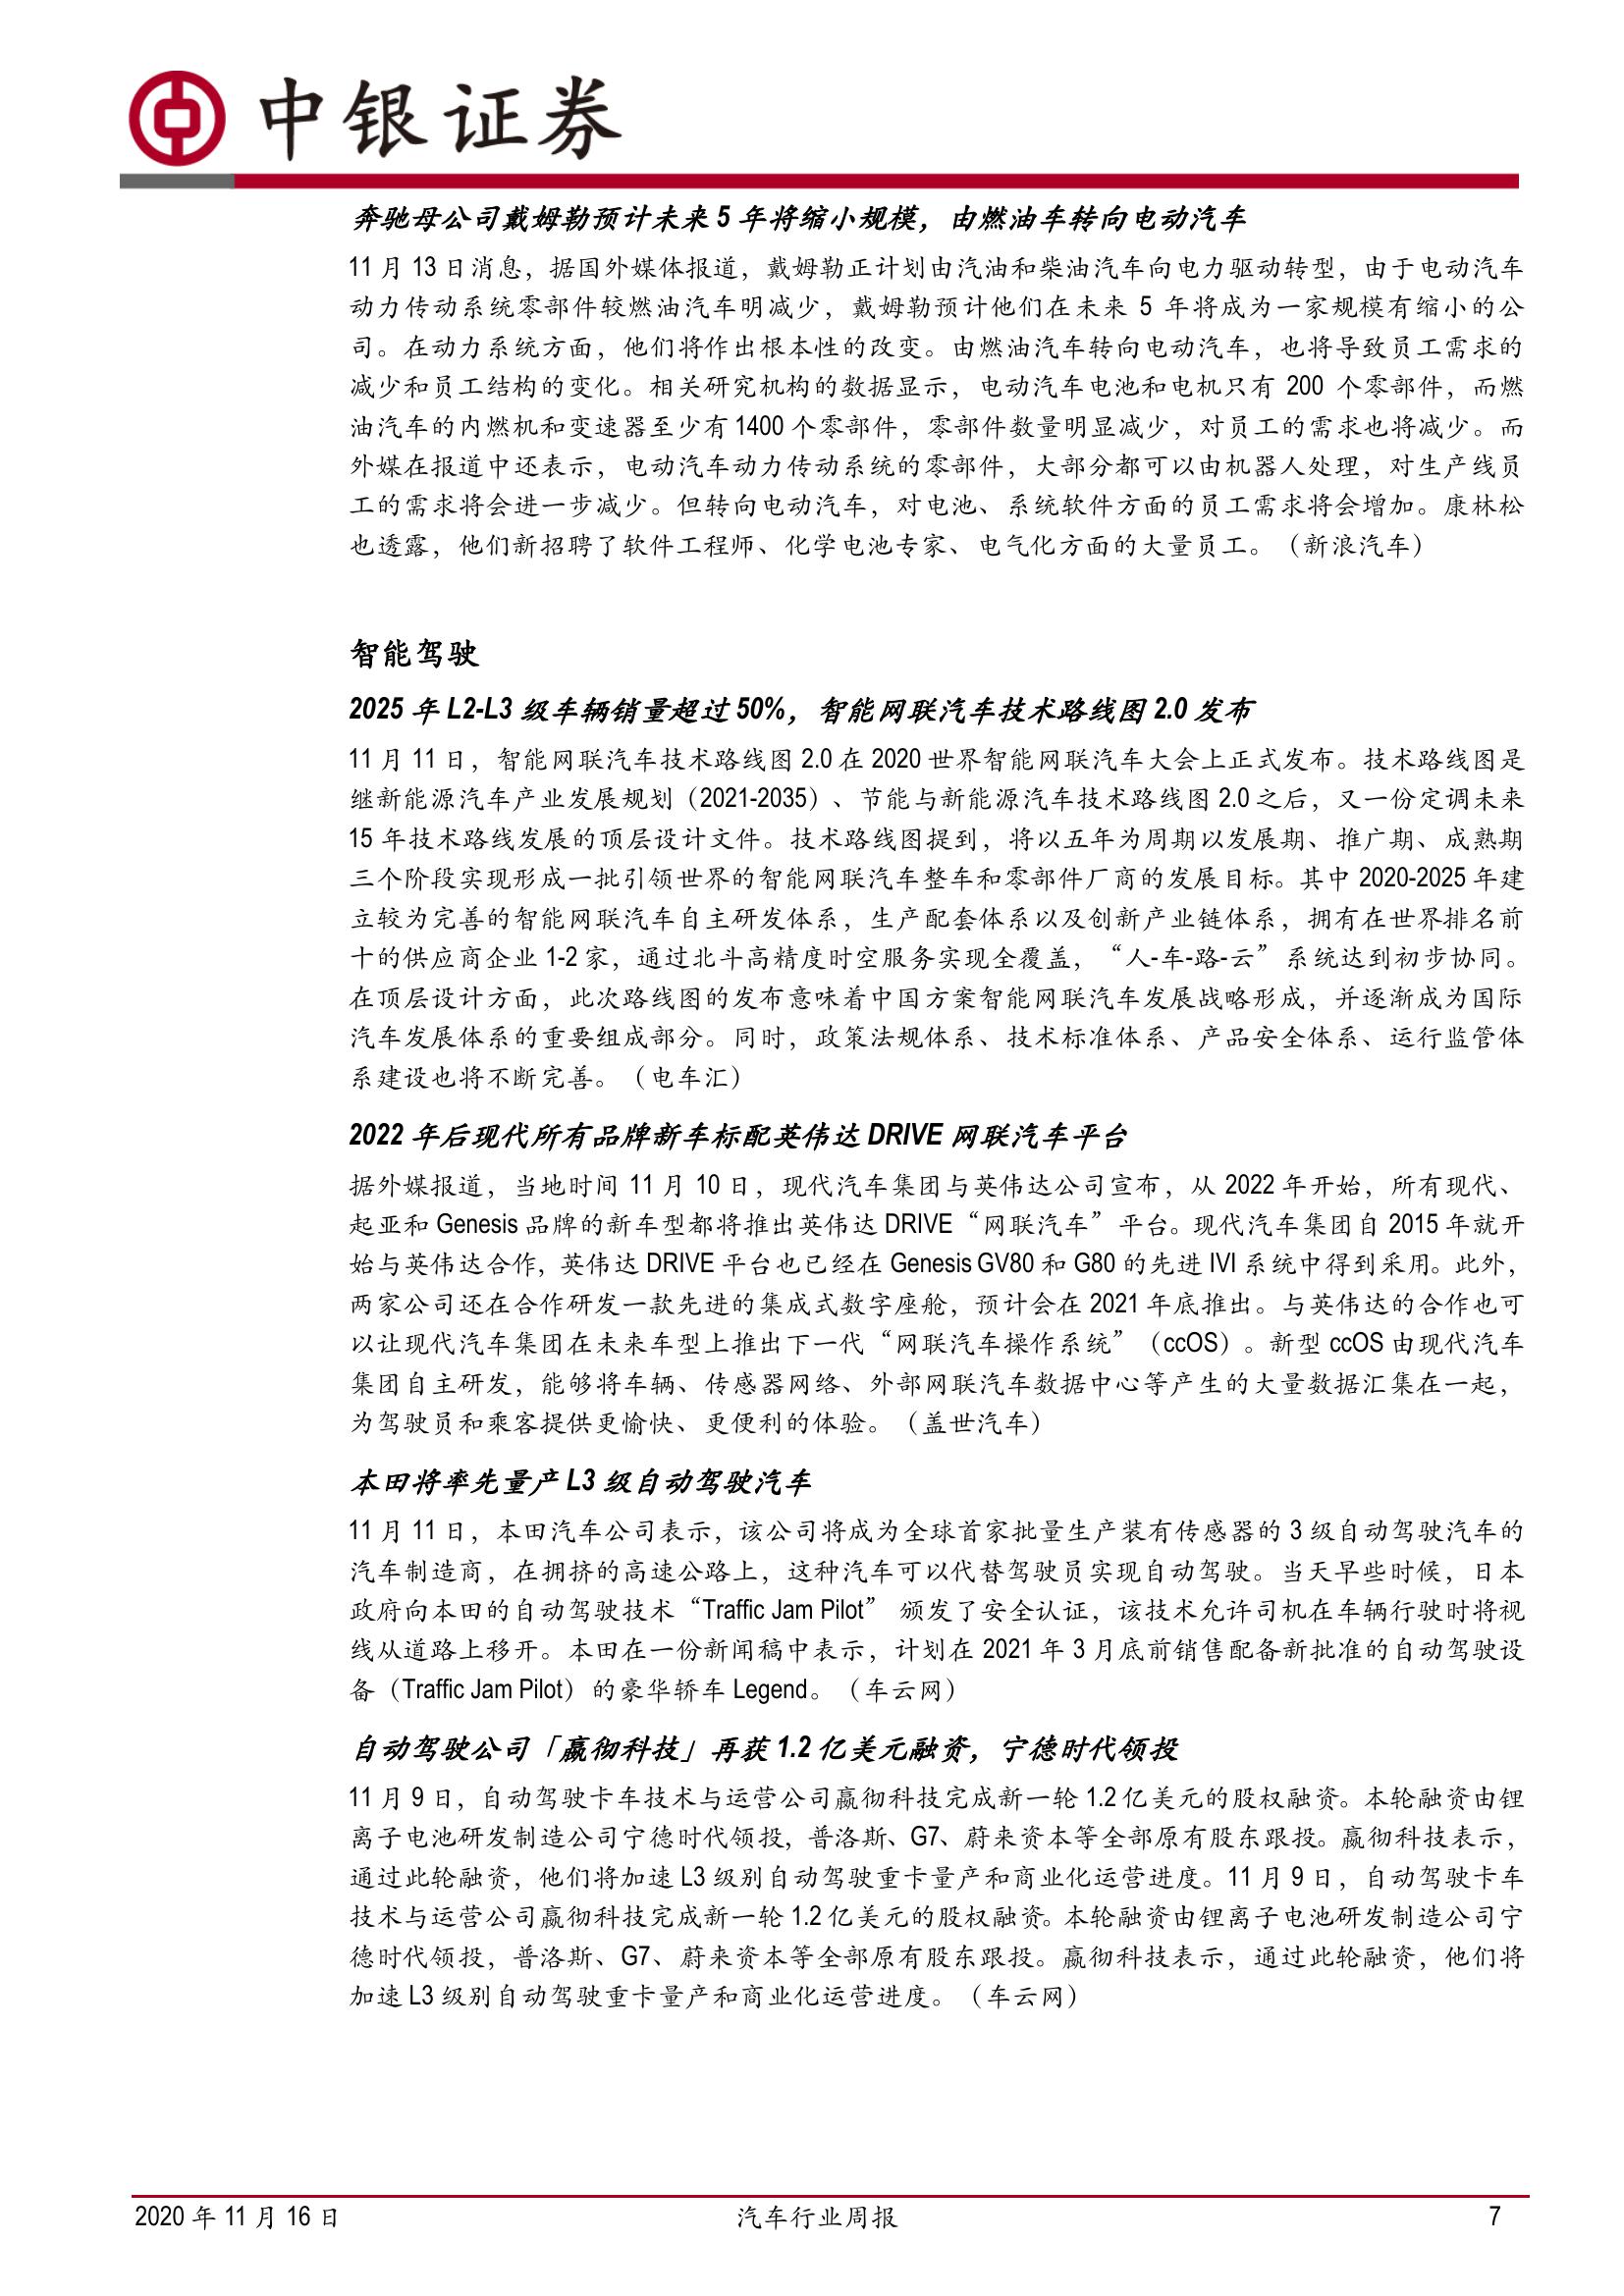 中银证券
奔驰母公司戴姆勒预计未来 5 年将缩小规模，由燃油车转向电动汽车
11 月 13 日消息，据国外媒体报道，戴姆勒正计划由汽油和柴油汽车向电力驱动转型，由于电动汽车
动力传动系统零部件较燃油汽车明减少，戴姆勒预计他们在未来 5 年将成为一家规模有缩小的公
司。在动力系统方面，他们将作出根本性的改变。由燃油汽车转向电动汽车，也将导致员工需求的
减少和员工结构的变化。相关研究机构的数据显示，电动汽车电池和电机只有 200 个零部件，而燃
油汽车的内燃机和变速器至少有 1400 个零部件，零部件数量明显减少，对员工的需求也将减少。而
外媒在报道中还表示，电动汽车动力传动系统的零部件，大部分都可以由机器人处理，对生产线员
工的需求将会进一步减少。但转向电动汽车，对电池、系统软件方面的员工需求将会增加。康林松
也透露，他们新招聘了软件工程师、化学电池专家、电气化方面的大量员工。（新浪汽车）
智能驾驶
2025 年 L2-L3 级车辆销量超过 50%，智能网联汽车技术路线图 2.0 发布
11 月 11 日，智能网联汽车技术路线图 2.0 在 2020 世界智能网联汽车大会上正式发布。技术路线图是
继新能源汽车产业发展规划（2021-2035）、节能与新能源汽车技术路线图 2.0 之后，又一份定调未来
15 年技术路线发展的顶层设计文件。技术路线图提到，将以五年为周期以发展期、推广期、成熟期
三个阶段实现形成一批引领世界的智能网联汽车整车和零部件厂商的发展目标。其中 2020-2025 年建
立较为完善的智能网联汽车自主研发体系，生产配套体系以及创新产业链体系，拥有在世界排名前
十的供应商企业 1-2 家，通过北斗高精度时空服务实现全覆盖，“人-车-路-云”系统达到初步协同。
在顶层设计方面，此次路线图的发布意味着中国方案智能网联汽车发展战略形成，并逐渐成为国际
汽车发展体系的重要组成部分。同时，政策法规体系、技术标准体系、产品安全体系、运行监管体
系建设也将不断完善。（电车汇）
2022 年后现代所有品牌新车标配英伟达 DRIVE 网联汽车平台
据外媒报道，当地时间 11 月 10 日，现代汽车集团与英伟达公司宣布，从 2022 年开始，所有现代、
起亚和 Genesis 品牌的新车型都将推出英伟达 DRIVE“网联汽车”平台。现代汽车集团自 2015 年就开
始与英伟达合作，英伟达 DRIVE 平台也已经在 Genesis GV80 和 G80 的先进 IVI 系统中得到采用。此外，
两家公司还在合作研发一款先进的集成式数字座舱，预计会在 2021 年底推出。与英伟达的合作也可
以让现代汽车集团在未来车型上推出下一代“网联汽车操作系统”（ccOS）。新型 ccOS 由现代汽车
集团自主研发，能够将车辆、传感器网络、外部网联汽车数据中心等产生的大量数据汇集在一起，
为驾驶员和乘客提供更愉快、更便利的体验。（盖世汽车）
本田将率先量产 L3 级自动驾驶汽车
11 月 11 日，本田汽车公司表示，该公司将成为全球首家批量生产装有传感器的 3 级自动驾驶汽车的
汽车制造商，在拥挤的高速公路上，这种汽车可以代替驾驶员实现自动驾驶。当天早些时候，日本
政府向本田的自动驾驶技术“Traffic Jam Pilot” 颁发了安全认证，该技术允许司机在车辆行驶时将视
线从道路上移开。本田在一份新闻稿中表示，计划在 2021 年 3 月底前销售配备新批准的自动驾驶设
备（Traffic Jam Pilot）的豪华轿车 Legend。（车云网）
自动驾驶公司「嬴彻科技」再获 1.2 亿美元融资，宁德时代领投
11 月 9 日，自动驾驶卡车技术与运营公司嬴彻科技完成新一轮 1.2 亿美元的股权融资。本轮融资由锂
离子电池研发制造公司宁德时代领投，普洛斯、G7、蔚来资本等全部原有股东跟投。嬴彻科技表示，
通过此轮融资，他们将加速 L3 级别自动驾驶重卡量产和商业化运营进度。11 月 9 日，自动驾驶卡车
技术与运营公司嬴彻科技完成新一轮 1.2 亿美元的股权融资。本轮融资由锂离子电池研发制造公司宁
德时代领投，普洛斯、G7、蔚来资本等全部原有股东跟投。嬴彻科技表示，通过此轮融资，他们将
加速 L3 级别自动驾驶重卡量产和商业化运营进度。（车云网）
2020 年 11 月 16 日 汽车行业周报 7